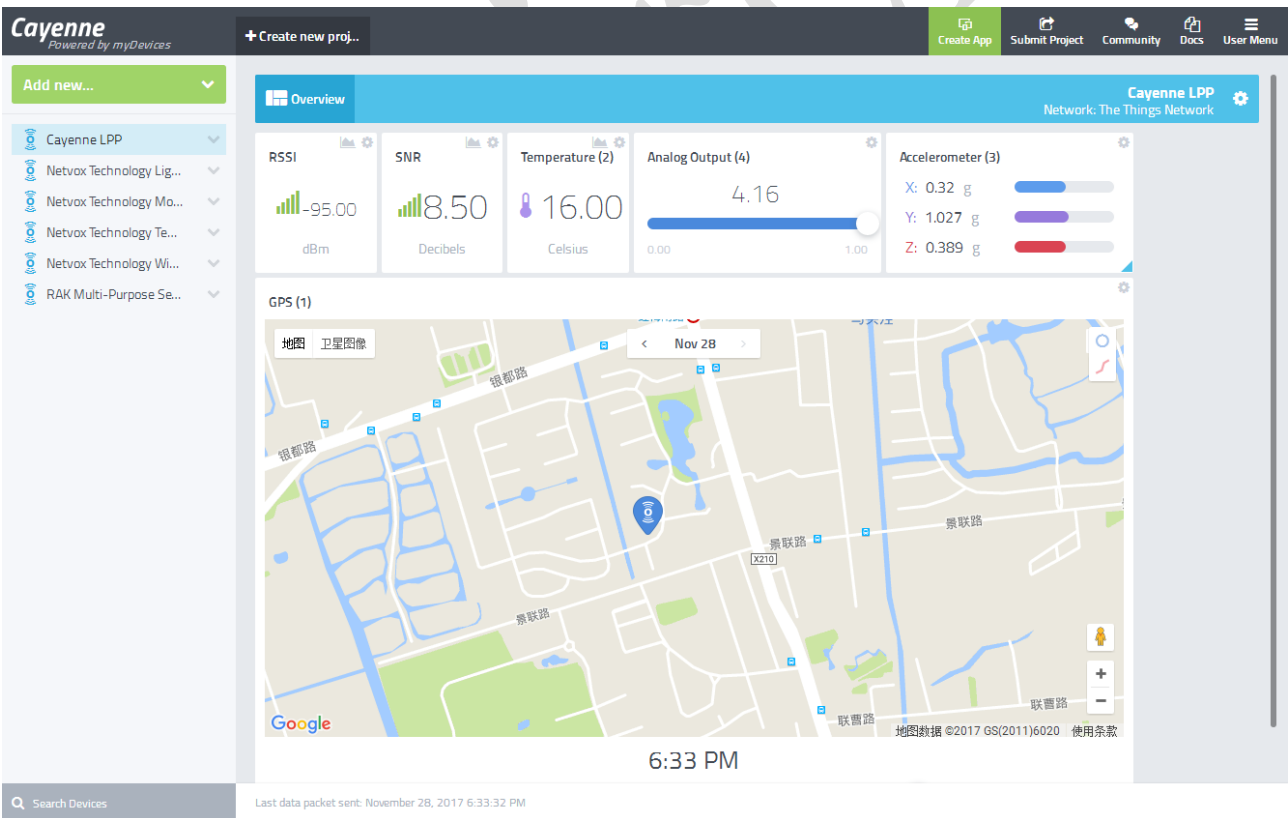 Cayenne
Powered by myDevices
+ Create new proj...
Create App
Submit Project
Community
Docs
User Menu
Add new...
Overview
Cayenne LPP
Network: The Things Network
Cayenne LPP
Netvox Technology Lig...
Netvox Technology Mo...
Netvox Technology Te...
Netvox Technology Wi...
RAK Multi-Purpose Se...
RSSI
-95.00
dBm
SNR
8.50
Decibels
Temperature (2)
16.00
Celsius
Analog Output (4)
4.16
0.00
1.00
Accelerometer (3)
X: 0.32 g
Y: 1.027 g
Z: 0.389 g
GPS (1)
地图
卫星图像
Nov 28
银都路
银都路
景联路
景联路
X210
景联路
联曹路
联曹路
Google
地图数据 ©2017 GS(2011)6020
使用条款
6:33 PM
Search Devices
Last data packet sent: November 28, 2017 6:33:32 PM